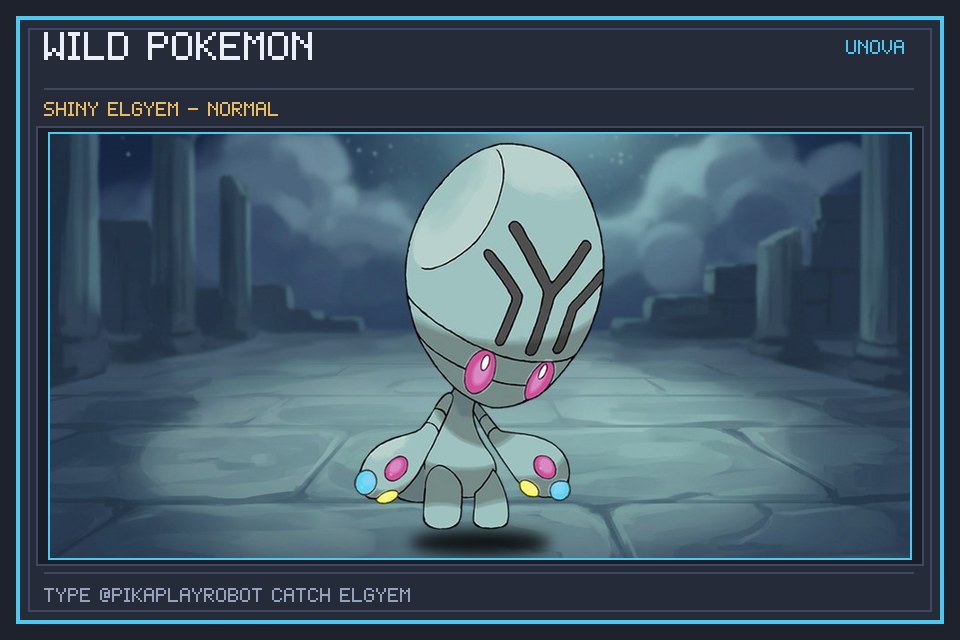 WILD POKEMON
UNOVA
SHINY ELGYEM - NORMAL
TYPE @PIKAPLAYROBOT CATCH ELGYEM